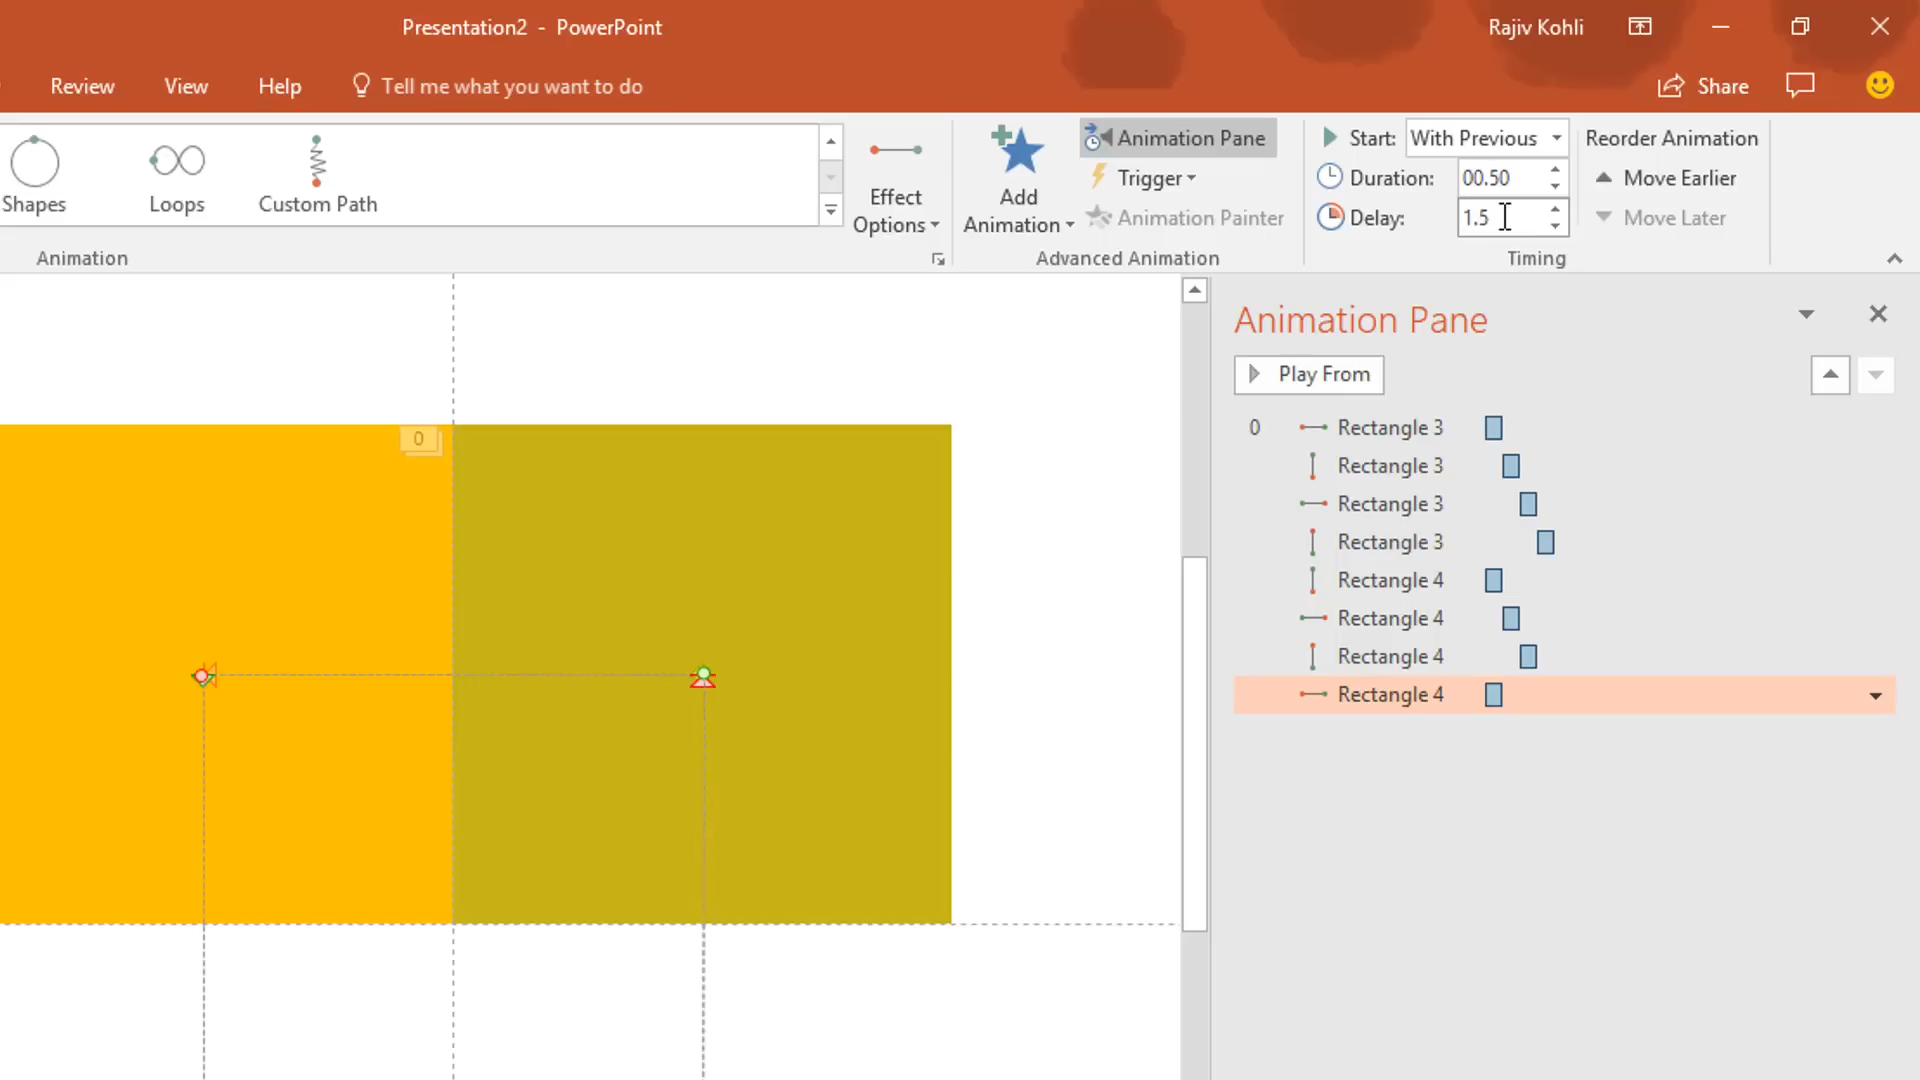 Presentation2 - PowerPoint
Rajiv Kohli
Review View Help Tell me what you want to do
Share
Shapes Loops Custom Path
Animation
Effect
Options
Add
Animation
Animation Pane
Trigger
Animation Painter
Advanced Animation
Start: With Previous
Duration: 00.50
Delay: 1.5
Timing
Reorder Animation
Move Earlier
Move Later
0
Animation Pane
Play From
0 Rectangle 3
Rectangle 3
Rectangle 3
Rectangle 3
Rectangle 4
Rectangle 4
Rectangle 4
Rectangle 4